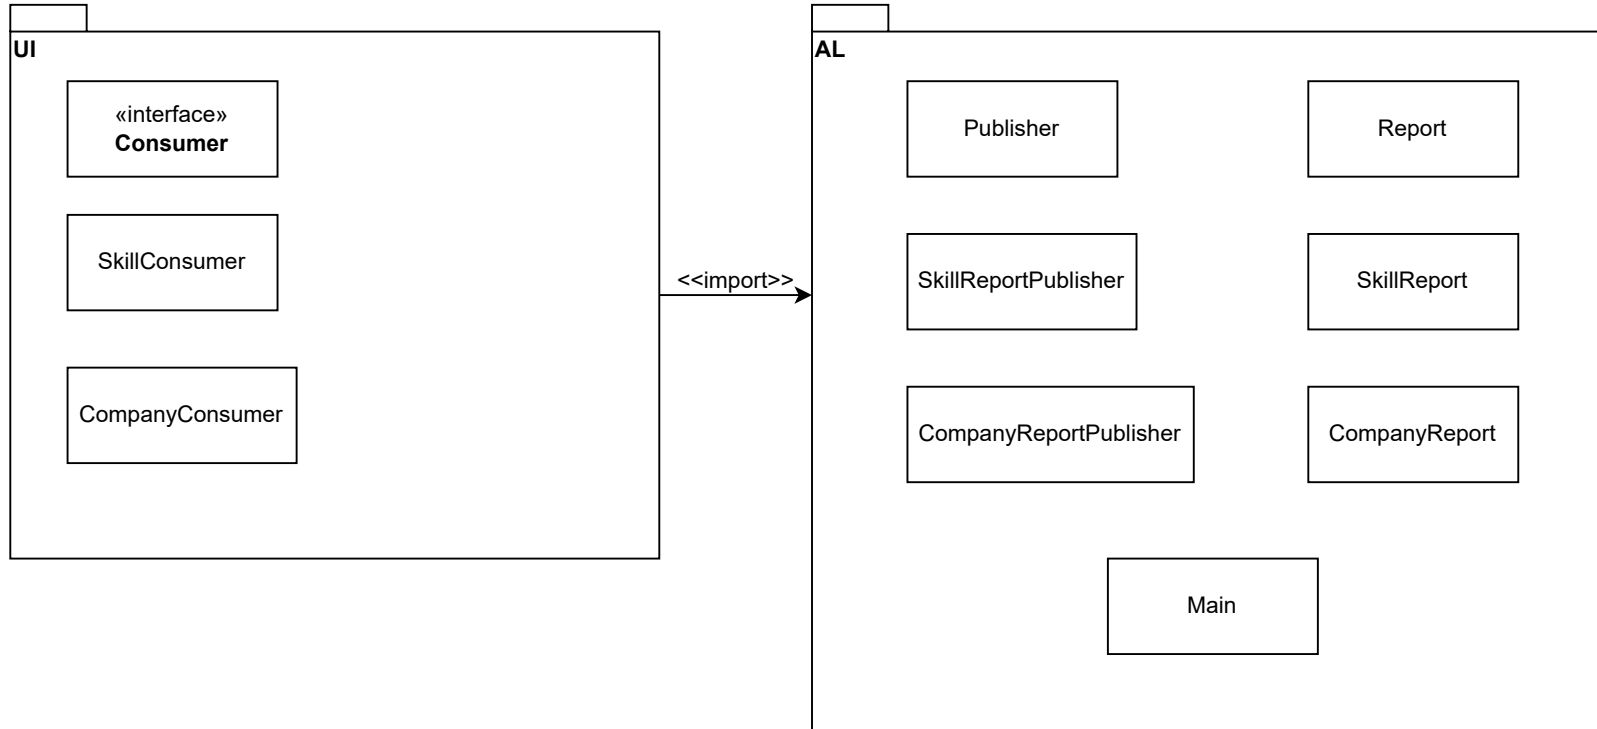 UI
«interface»
Consumer
SkillConsumer
CompanyConsumer
<<import>>
AL
Publisher
Report
SkillReportPublisher
SkillReport
CompanyReportPublisher
CompanyReport
Main